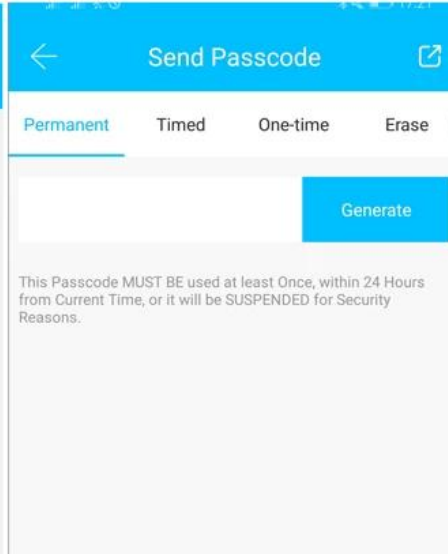 Send Passcode
Permanent Timed One-time Erase
Generate
This Passcode MUST BE used at least Once, within 24 Hours
from Current Time, or it will be SUSPENDED for Security
Reasons.